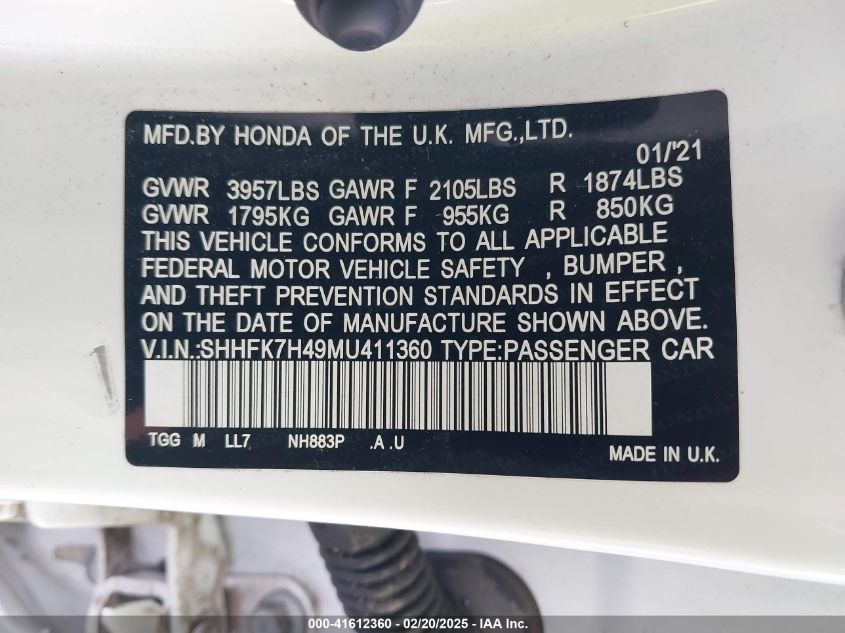 MFD.BY HONDA OF THE U.K. MFG.,LTD.
01/'21
GVWR 3957LBS GAWR F 2105LBS R 1874LBS
GVWR 1795KG GAWR F 955KG R 850KG
THIS VEHICLE CONFORMS TO ALL APPLICABLE
FEDERAL MOTOR VEHICLE SAFETY , BUMPER ,
AND THEFT PREVENTION STANDARDS IN EFFECT
ON THE DATE OF MANUFACTURE SHOWN ABOVE.
V.I.N.:SHHFK7H49MU411360 TYPE:PASSENGER CAR
TGG M LL7 NH883P .A .U
MADE IN U.K.
000-41612360 - 02/20/2025 - IAA Inc.